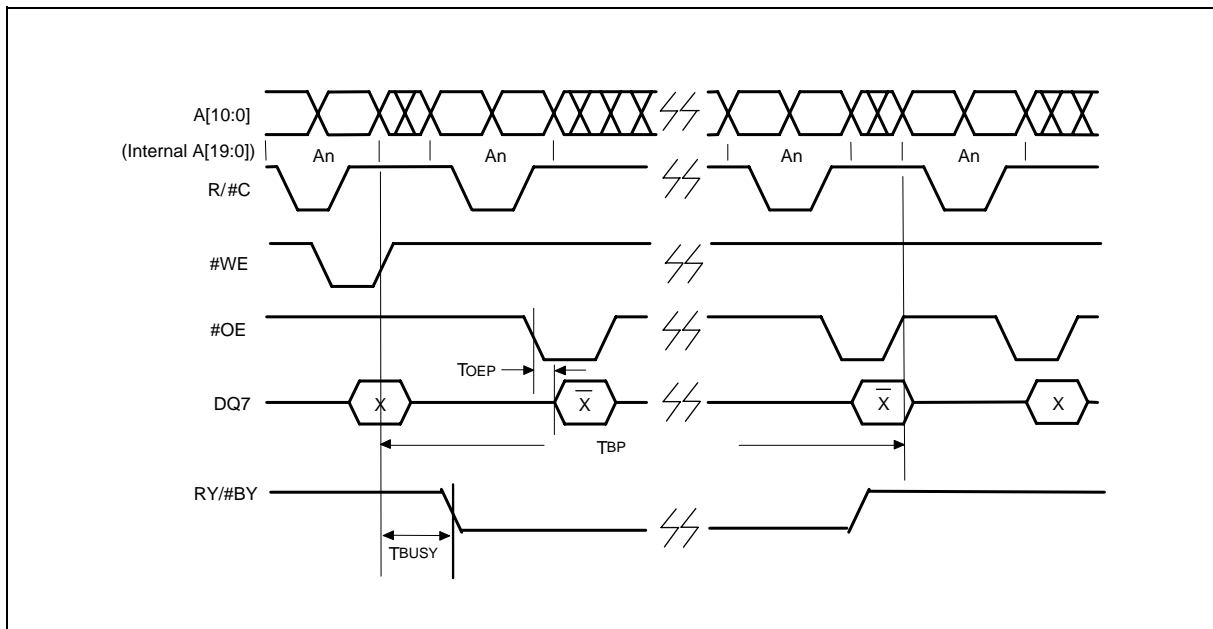 A[10:0]
(Internal A[19:0]) An An An An
R/#C
#WE
#OE
TOEP
DQ7 X X̅ X̅ X
TBP
RY/#BY
TBUSY